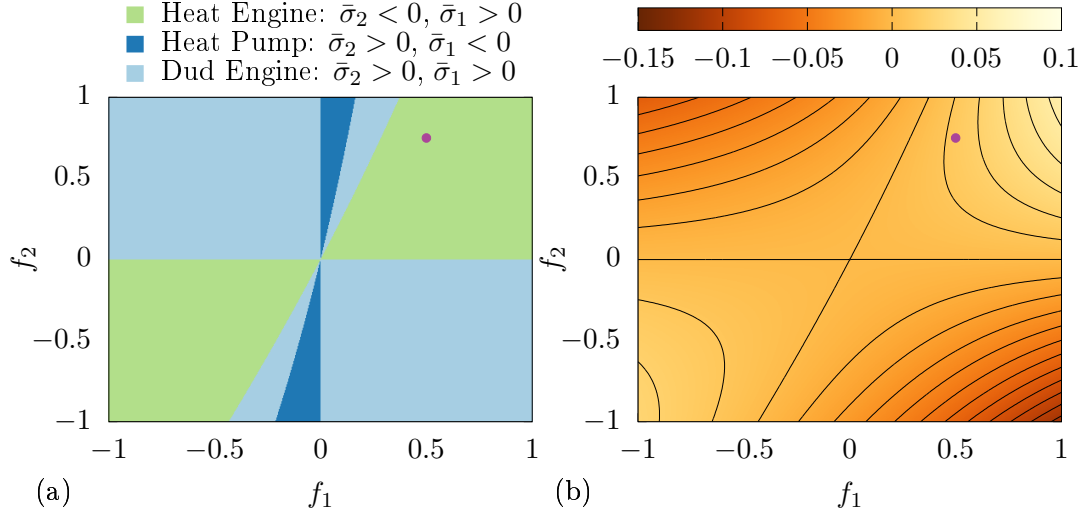 Heat Engine: σ̄₂ < 0, σ̄₁ > 0
Heat Pump: σ̄₂ > 0, σ̄₁ < 0
Dud Engine: σ̄₂ > 0, σ̄₁ > 0
−0.15 −0.1 −0.05 0 0.05 0.1
1
0.5
0
−0.5
−1
f₂
−1 −0.5 0 0.5 1
(a)
f₁
1
0.5
0
−0.5
−1
f₂
−1 −0.5 0 0.5 1
(b)
f₁